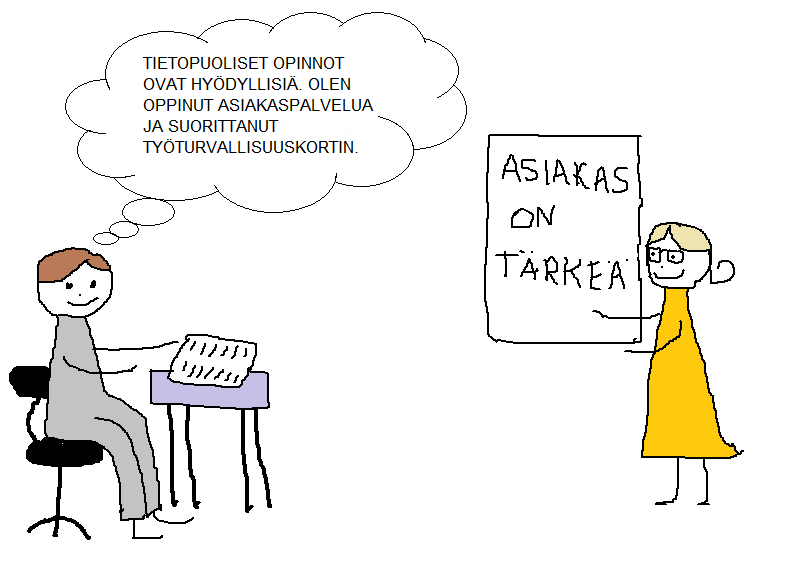 TIETOPUOLISET OPINNOT
OVAT HYÖDYLLISIÄ. OLEN
OPPINUT ASIAKASPALVELUA
JA SUORITTANUT
TYÖTURVALLISUUSKORTIN.
ASIAKAS
ON
TÄRKEÄ